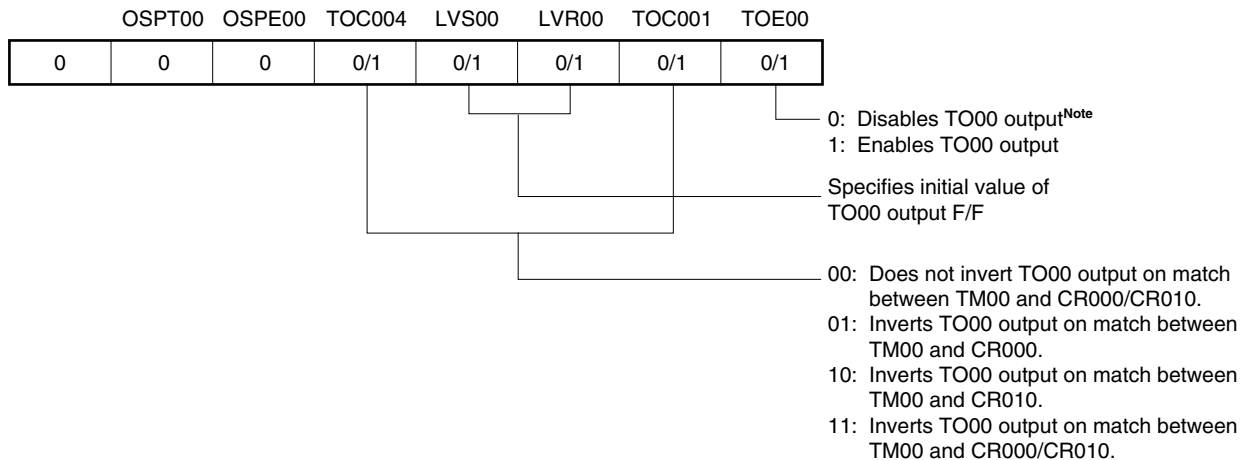 OSPT00 OSPE00 TOC004 LVS00 LVR00 TOC001 TOE00
0 0 0 0/1 0/1 0/1 0/1 0/1
0: Disables TO00 outputNote
1: Enables TO00 output
Specifies initial value of
TO00 output F/F
00: Does not invert TO00 output on match
between TM00 and CR000/CR010.
01: Inverts TO00 output on match between
TM00 and CR000.
10: Inverts TO00 output on match between
TM00 and CR010.
11: Inverts TO00 output on match between
TM00 and CR000/CR010.